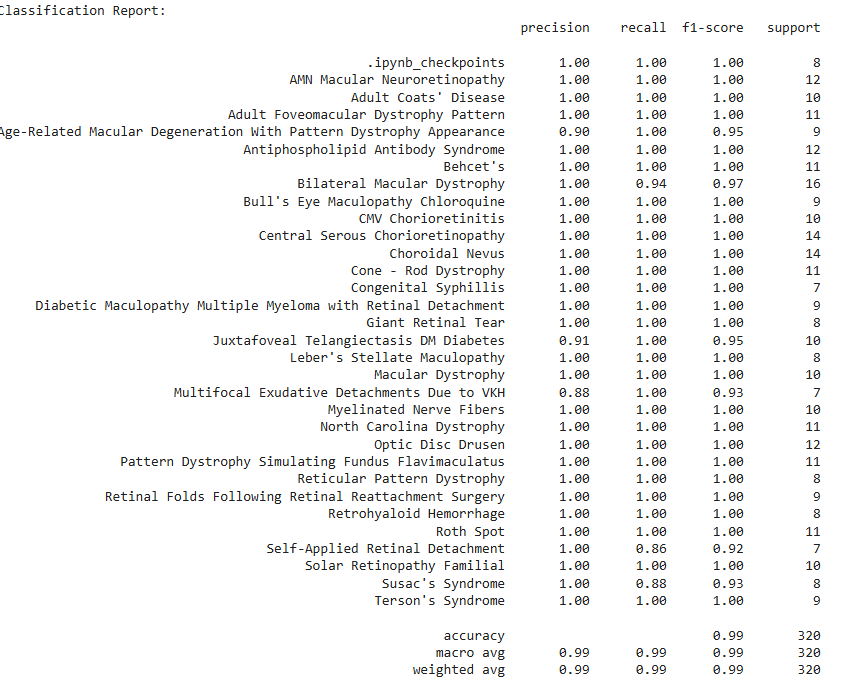 Classification Report:
precision recall f1-score support
.ipynb_checkpoints 1.00 1.00 1.00 8
AMN Macular Neuroretinopathy 1.00 1.00 1.00 12
Adult Coats' Disease 1.00 1.00 1.00 10
Adult Foveomacular Dystrophy Pattern 1.00 1.00 1.00 11
Age-Related Macular Degeneration With Pattern Dystrophy Appearance 0.90 1.00 0.95 9
Antiphospholipid Antibody Syndrome 1.00 1.00 1.00 12
Behcet's 1.00 1.00 1.00 11
Bilateral Macular Dystrophy 1.00 0.94 0.97 16
Bull's Eye Maculopathy Chloroquine 1.00 1.00 1.00 9
CMV Chorioretinitis 1.00 1.00 1.00 10
Central Serous Chorioretinopathy 1.00 1.00 1.00 14
Choroidal Nevus 1.00 1.00 1.00 14
Cone - Rod Dystrophy 1.00 1.00 1.00 11
Congenital Syphillis 1.00 1.00 1.00 7
Diabetic Maculopathy Multiple Myeloma with Retinal Detachment 1.00 1.00 1.00 9
Giant Retinal Tear 1.00 1.00 1.00 8
Juxtafoveal Telangiectasis DM Diabetes 0.91 1.00 0.95 10
Leber's Stellate Maculopathy 1.00 1.00 1.00 8
Macular Dystrophy 1.00 1.00 1.00 10
Multifocal Exudative Detachments Due to VKH 0.88 1.00 0.93 7
Myelinated Nerve Fibers 1.00 1.00 1.00 10
North Carolina Dystrophy 1.00 1.00 1.00 11
Optic Disc Drusen 1.00 1.00 1.00 12
Pattern Dystrophy Simulating Fundus Flavimaculatus 1.00 1.00 1.00 11
Reticular Pattern Dystrophy 1.00 1.00 1.00 8
Retinal Folds Following Retinal Reattachment Surgery 1.00 1.00 1.00 9
Retrohyaloid Hemorrhage 1.00 1.00 1.00 8
Roth Spot 1.00 1.00 1.00 11
Self-Applied Retinal Detachment 1.00 0.86 0.92 7
Solar Retinopathy Familial 1.00 1.00 1.00 10
Susac's Syndrome 1.00 0.88 0.93 8
Terson's Syndrome 1.00 1.00 1.00 9
accuracy 0.99 320
macro avg 0.99 0.99 0.99 320
weighted avg 0.99 0.99 0.99 320